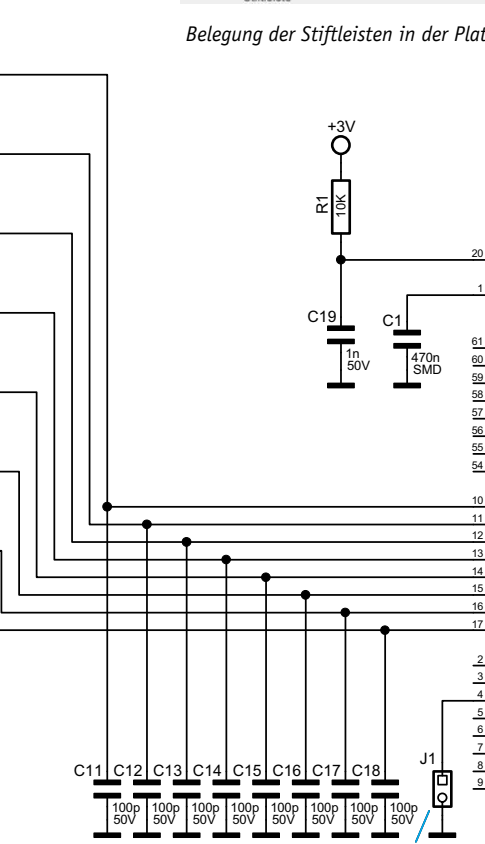 Belegung der Stiftleisten in der Plat
+3V
R1
10K
20
1
C19
C1
1n
50V
470n
SMD
61
60
59
58
57
56
55
54
10
11
12
13
14
15
16
17
2
3
4
5
6
7
8
9
J1
C11 C12 C13 C14 C15 C16 C17 C18
100p 100p 100p 100p 100p 100p 100p 100p
50V 50V 50V 50V 50V 50V 50V 50V